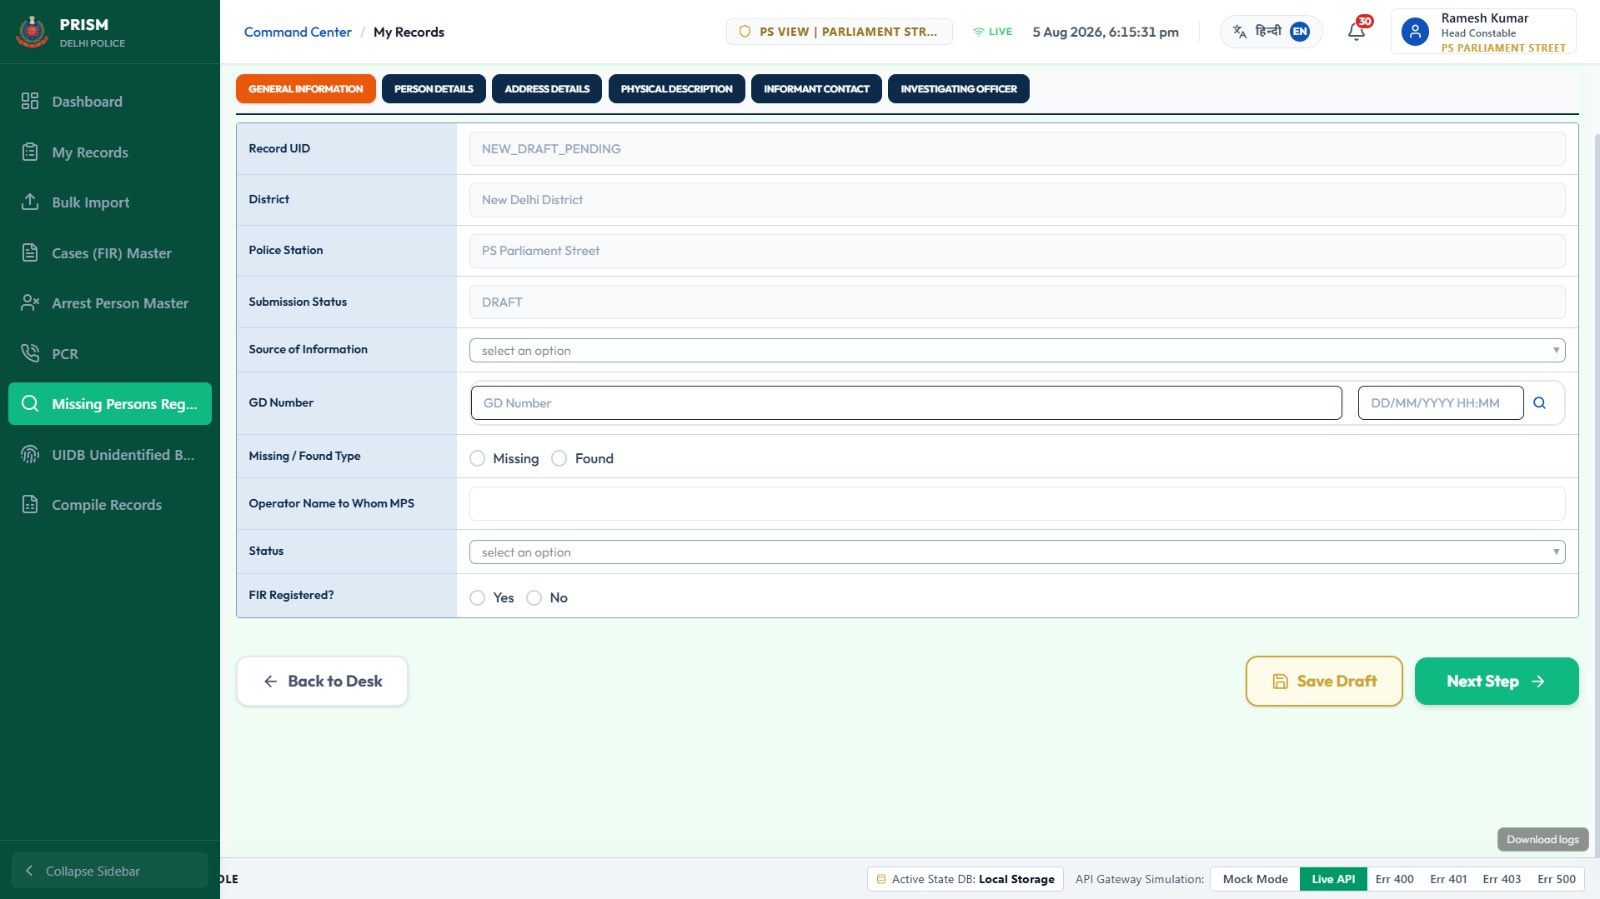 PRISM
DELHI POLICE
Dashboard
My Records
Bulk Import
Cases (FIR) Master
Arrest Person Master
PCR
Missing Persons Reg...
UIDB Unidentified B...
Compile Records
Collapse Sidebar
Command Center / My Records
PS VIEW | PARLIAMENT STR...
LIVE
5 Aug 2026, 6:15:31 pm
हिन्दी EN
30
Ramesh Kumar
Head Constable
PS PARLIAMENT STREET
GENERAL INFORMATION
PERSON DETAILS
ADDRESS DETAILS
PHYSICAL DESCRIPTION
INFORMANT CONTACT
INVESTIGATING OFFICER
Record UID NEW_DRAFT_PENDING
District New Delhi District
Police Station PS Parliament Street
Submission Status DRAFT
Source of Information select an option
GD Number GD Number DD/MM/YYYY HH:MM
Missing / Found Type Missing Found
Operator Name to Whom MPS
Status select an option
FIR Registered? Yes No
Back to Desk
Save Draft
Next Step
Download logs
Active State DB: Local Storage
API Gateway Simulation: Mock Mode Live API Err 400 Err 401 Err 403 Err 500